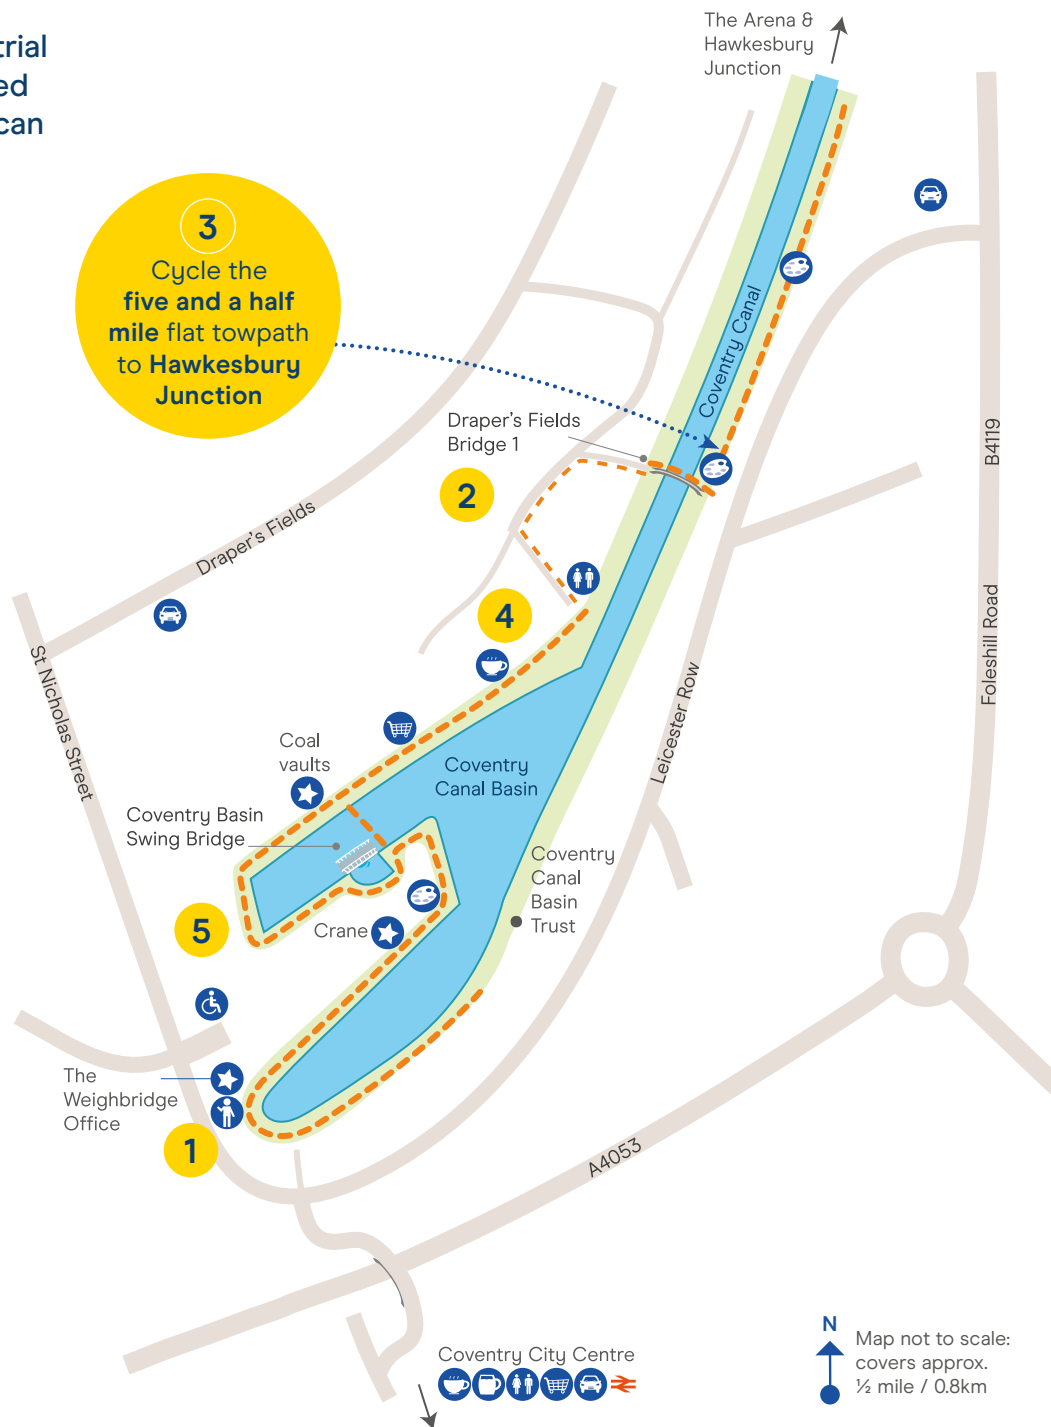 trial
ed
can
The Arena &
Hawkesbury
Junction
3
Cycle the
five and a half
mile flat towpath
to Hawkesbury
Junction
Coventry Canal
Draper's Fields
Bridge 1
B4119
2
Draper's Fields
4
St Nicholas Street
Foleshill Road
Leicester Row
Coal
vaults
Coventry
Canal Basin
Coventry Basin
Swing Bridge
Coventry
Canal
Basin
Trust
5
Crane
The
Weighbridge
Office
1
A4053
N
Map not to scale:
covers approx.
½ mile / 0.8km
Coventry City Centre